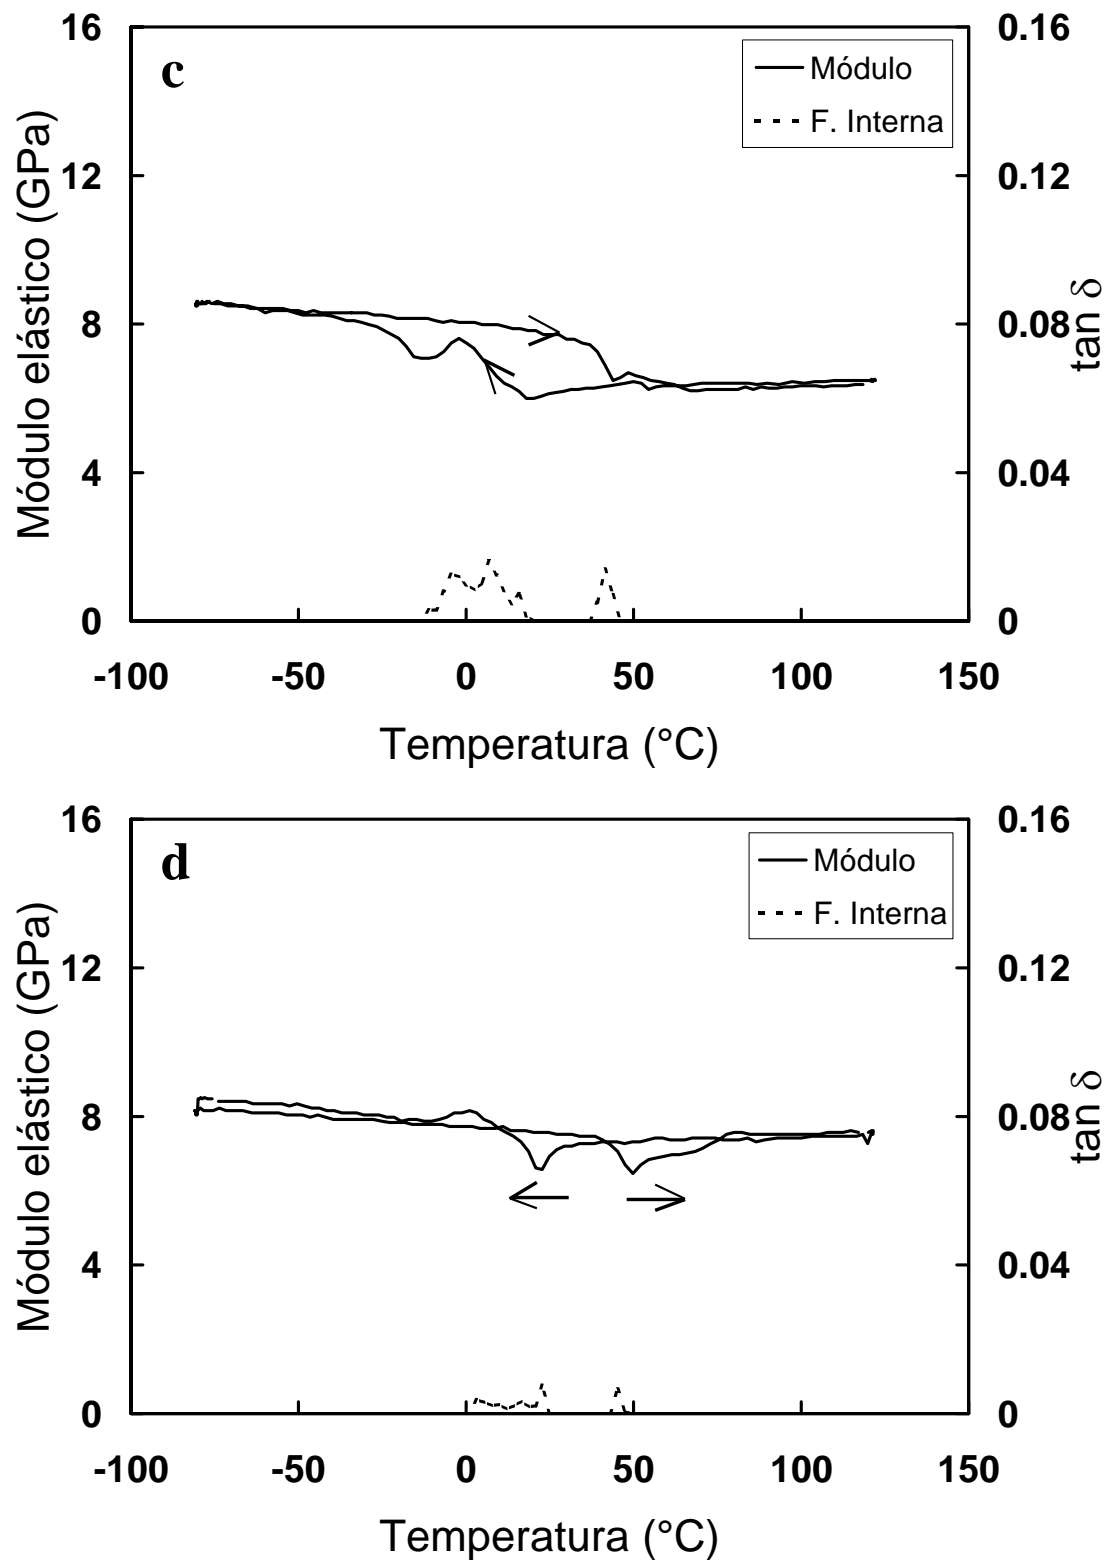 16
0.16
c
Módulo
F. Interna
12
0.12
Módulo elástico (GPa)
8
0.08
tan δ
4
0.04
0
0
-100 -50 0 50 100 150
Temperatura (°C)
16
0.16
d
Módulo
F. Interna
12
0.12
Módulo elástico (GPa)
8
0.08
tan δ
4
0.04
0
0
-100 -50 0 50 100 150
Temperatura (°C)